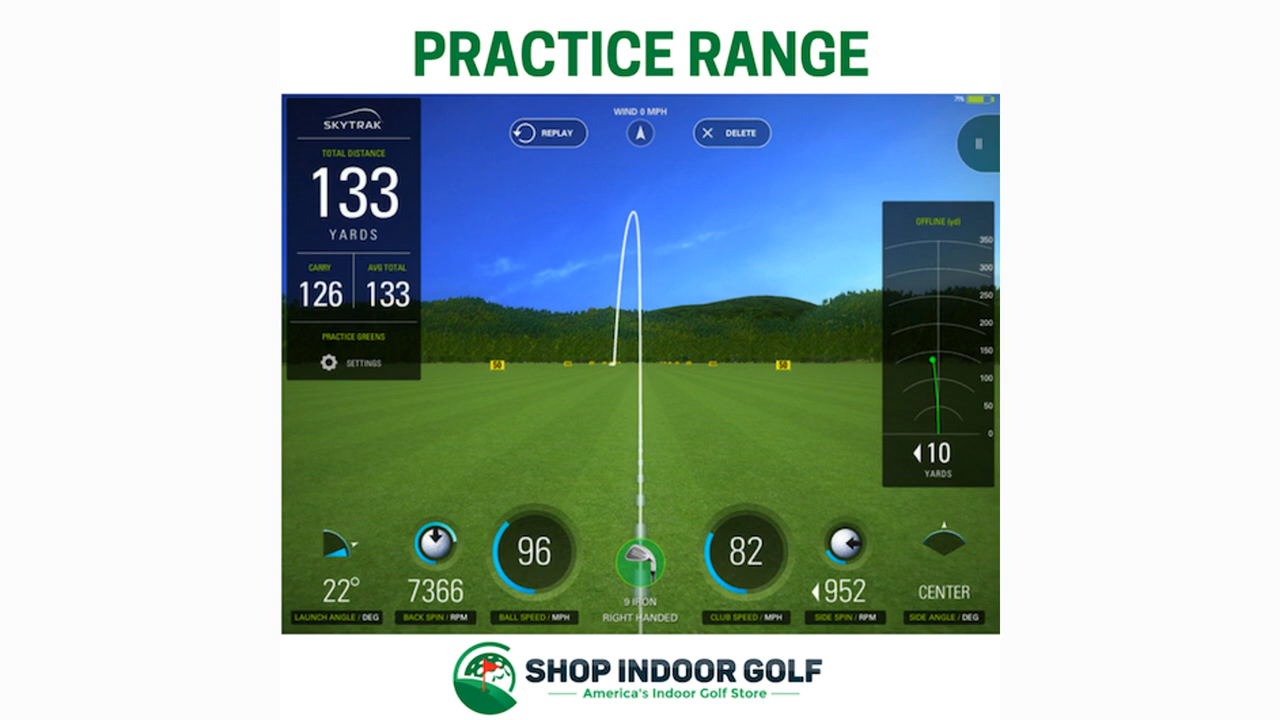 PRACTICE RANGE
SKYTRAK
TOTAL DISTANCE
133
YARDS
CARRY AVG TOTAL
126 133
PRACTICE GREENS
SETTINGS
WIND 0 MPH
REPLAY
DELETE
71%
OFFLINE (yd)
350
300
250
200
150
100
50
0
10
YARDS
50
50
22°
LAUNCH ANGLE / DEG
7366
BACK SPIN / RPM
96
BALL SPEED / MPH
9 IRON
RIGHT HANDED
82
CLUB SPEED / MPH
952
SIDE SPIN / RPM
CENTER
SIDE ANGLE / DEG
SHOP INDOOR GOLF
America's Indoor Golf Store